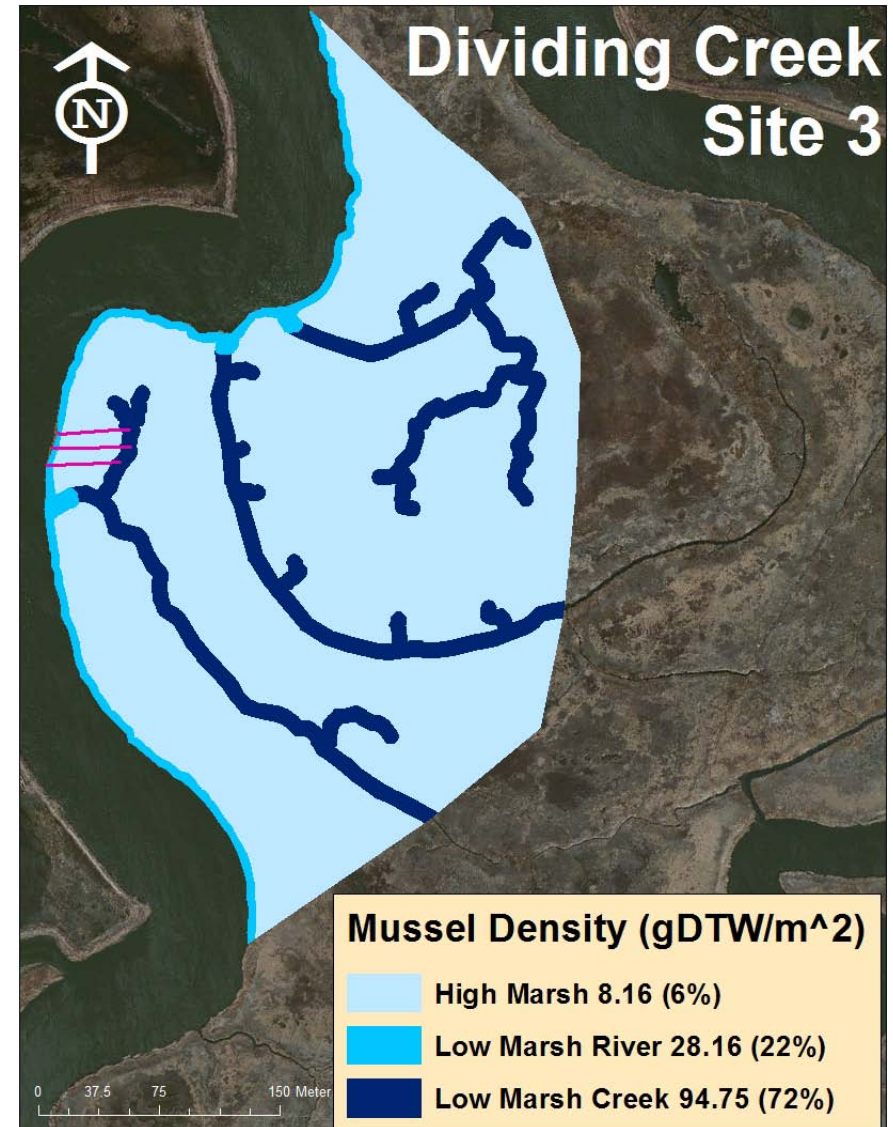 Dividing Creek
Site 3
N
Mussel Density (gDTW/m^2)
High Marsh 8.16 (6%)
Low Marsh River 28.16 (22%)
Low Marsh Creek 94.75 (72%)
0 37.5 75 150 Meter